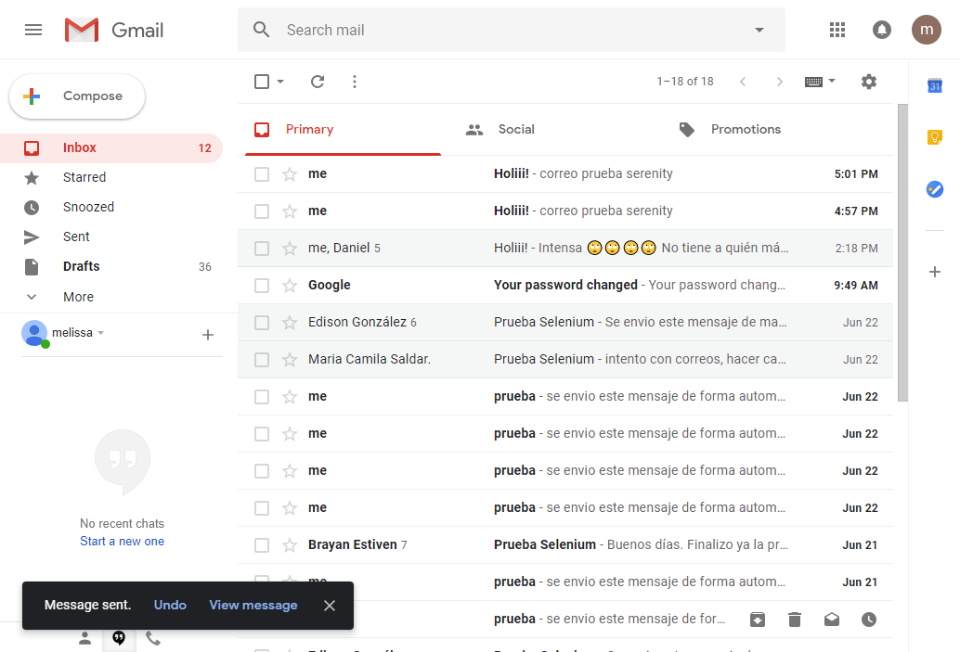 Gmail
Search mail
m
Compose
1–18 of 18
31
Primary
Social
Promotions
Inbox 12
Starred
Snoozed
Sent
Drafts 36
More
melissa
No recent chats
Start a new one
me Holiii! - correo prueba serenity 5:01 PM
me Holiii! - correo prueba serenity 4:57 PM
me, Daniel 5 Holiii! - Intensa 🙄🙄🙄🙄 No tiene a quién má… 2:18 PM
Google Your password changed - Your password chang… 9:49 AM
Edison González 6 Prueba Selenium - Se envio este mensaje de ma… Jun 22
Maria Camila Saldar. Prueba Selenium - intento con correos, hacer ca… Jun 22
me prueba - se envio este mensaje de forma autom… Jun 22
me prueba - se envio este mensaje de forma autom… Jun 22
me prueba - se envio este mensaje de forma autom… Jun 22
me prueba - se envio este mensaje de forma autom… Jun 22
Brayan Estiven 7 Prueba Selenium - Buenos días. Finalizo ya la pr… Jun 21
me prueba - se envio este mensaje de forma autom… Jun 21
prueba - se envio este mensaje de for…
Message sent. Undo View message